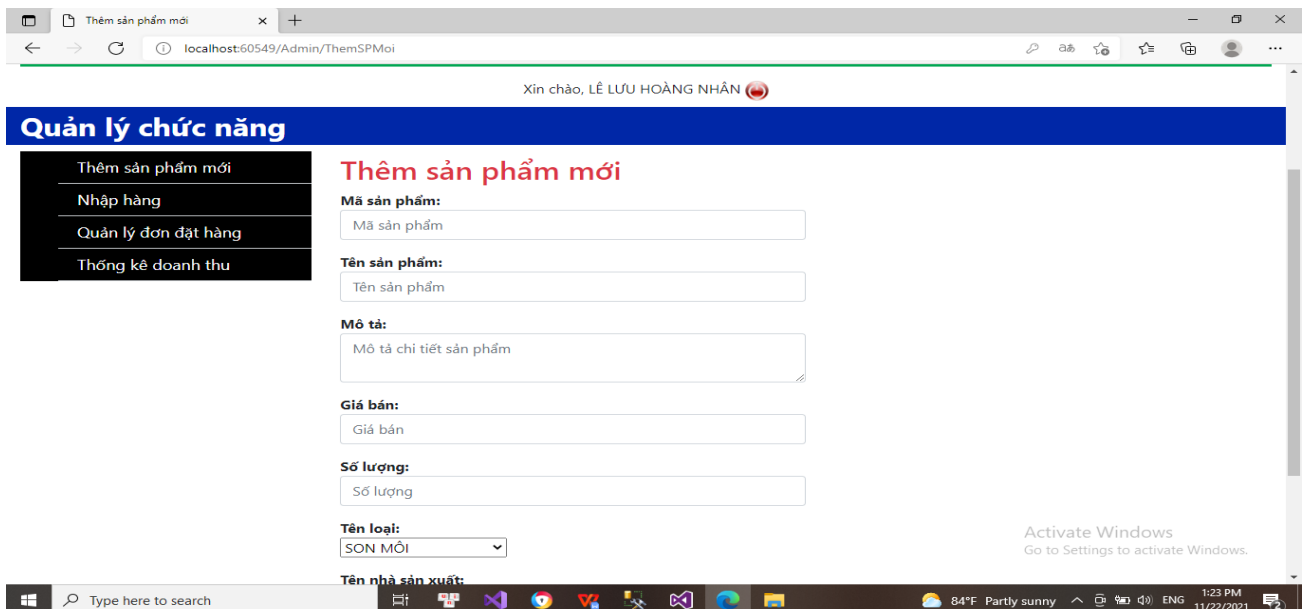 Thêm sản phẩm mới
localhost:60549/Admin/ThemSPMoi
Xin chào, LÊ LƯU HOÀNG NHÂN
Quản lý chức năng
Thêm sản phẩm mới
Nhập hàng
Quản lý đơn đặt hàng
Thống kê doanh thu
Thêm sản phẩm mới
Mã sản phẩm:
Mã sản phẩm
Tên sản phẩm:
Tên sản phẩm
Mô tả:
Mô tả chi tiết sản phẩm
Giá bán:
Giá bán
Số lượng:
Số lượng
Tên loại:
SON MÔI
Tên nhà sản xuất:
Activate Windows
Go to Settings to activate Windows.
Type here to search
84°F Partly sunny
ENG
1:23 PM
11/22/2021
2